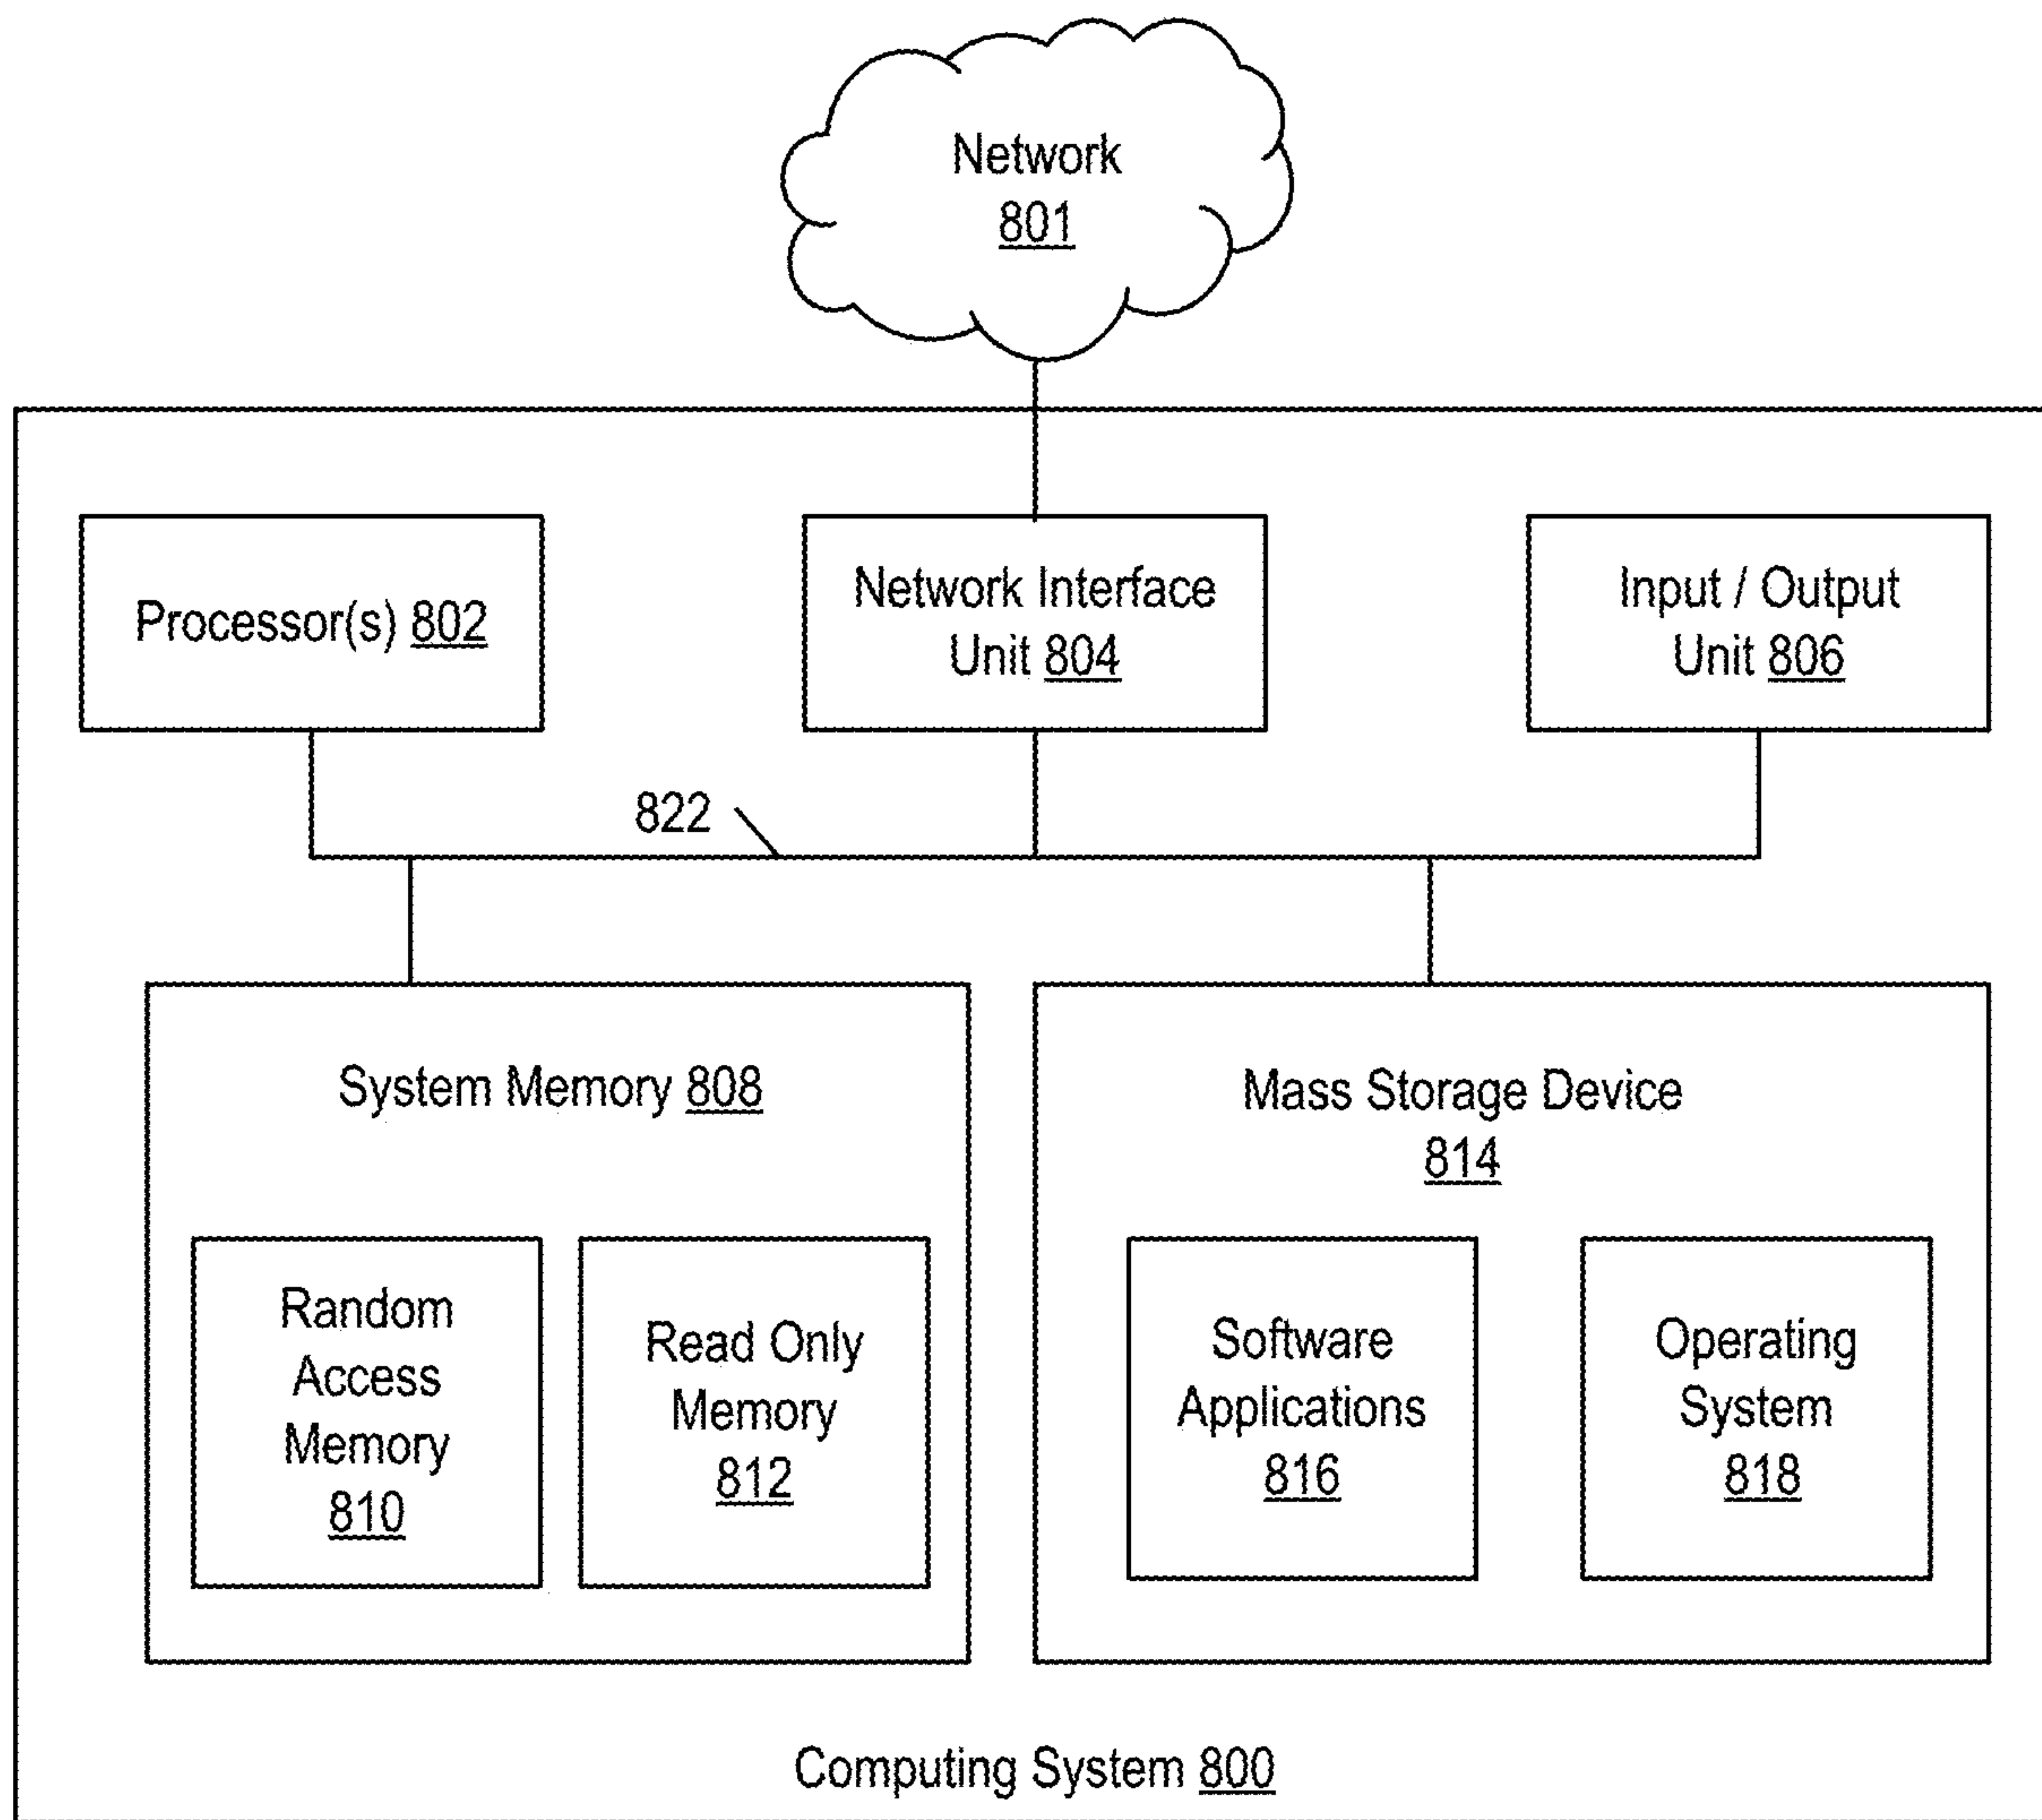 Network
801
Processor(s) 802
Network Interface
Unit 804
Input / Output
Unit 806
822
System Memory 808
Random
Access
Memory
810
Read Only
Memory
812
Mass Storage Device
814
Software
Applications
816
Operating
System
818
Computing System 800